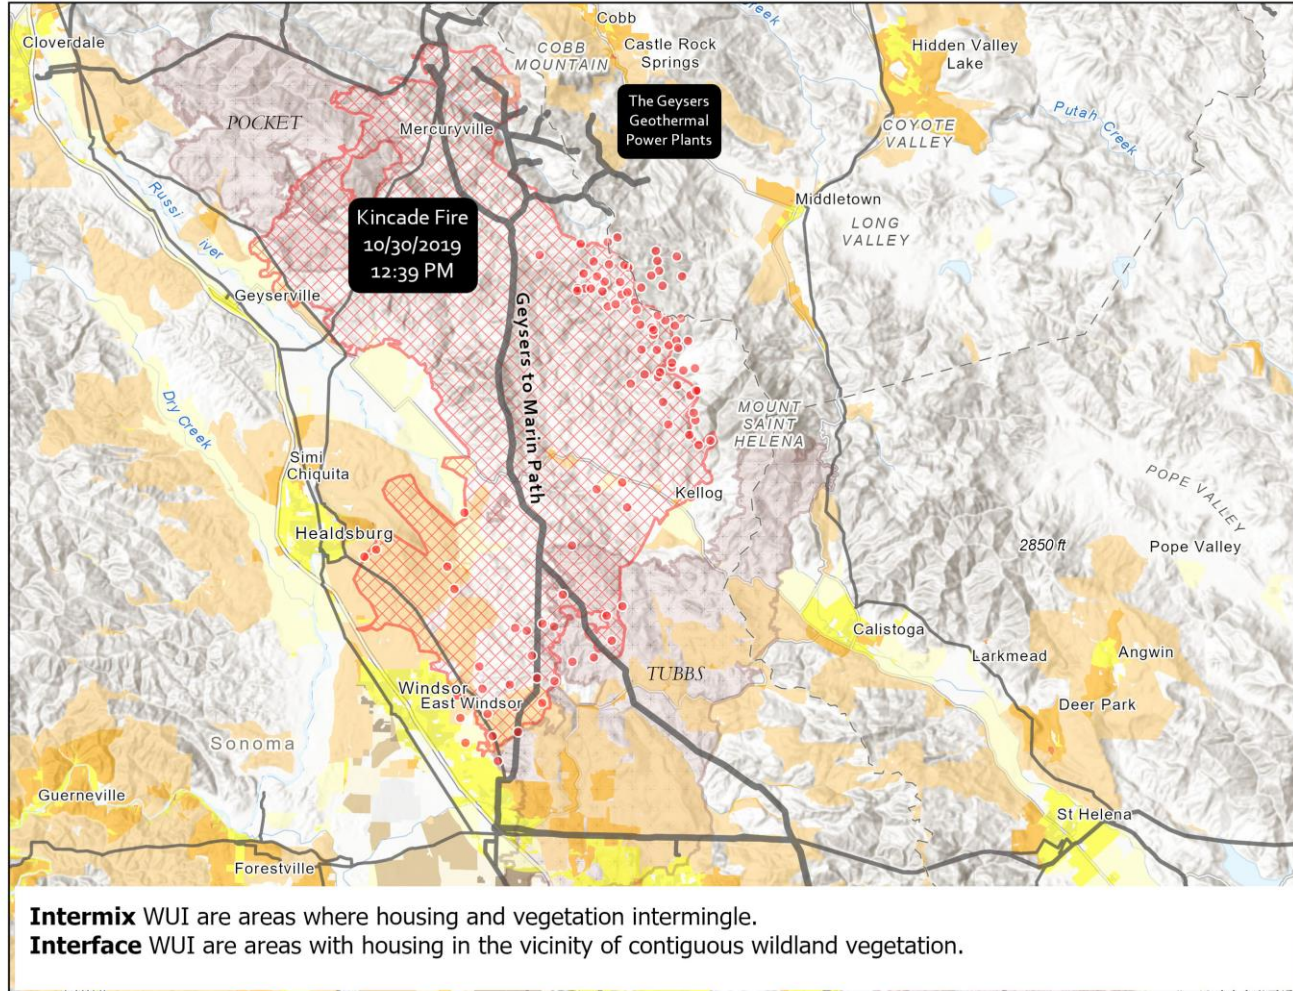 Cloverdale
Cobb
COBB
MOUNTAIN
Castle Rock
Springs
Creek
Hidden Valley
Lake
The Geysers
Geothermal
Power Plants
Putah Creek
POCKET
Mercuryville
COYOTE
VALLEY
Russi
iver
Kincade Fire
10/30/2019
12:39 PM
Middletown
LONG
VALLEY
Geyserville
Geysers to Marin Path
Dry Creek
MOUNT
SAINT
HELENA
Simi
Chiquita
Kellog
POPE VALLEY
Healdsburg
2850 ft
Pope Valley
Calistoga
Larkmead
Angwin
TUBBS
Windsor
East Windsor
Deer Park
Sonoma
Guerneville
St Helena
Forestville
Intermix WUI are areas where housing and vegetation intermingle.
Interface WUI are areas with housing in the vicinity of contiguous wildland vegetation.